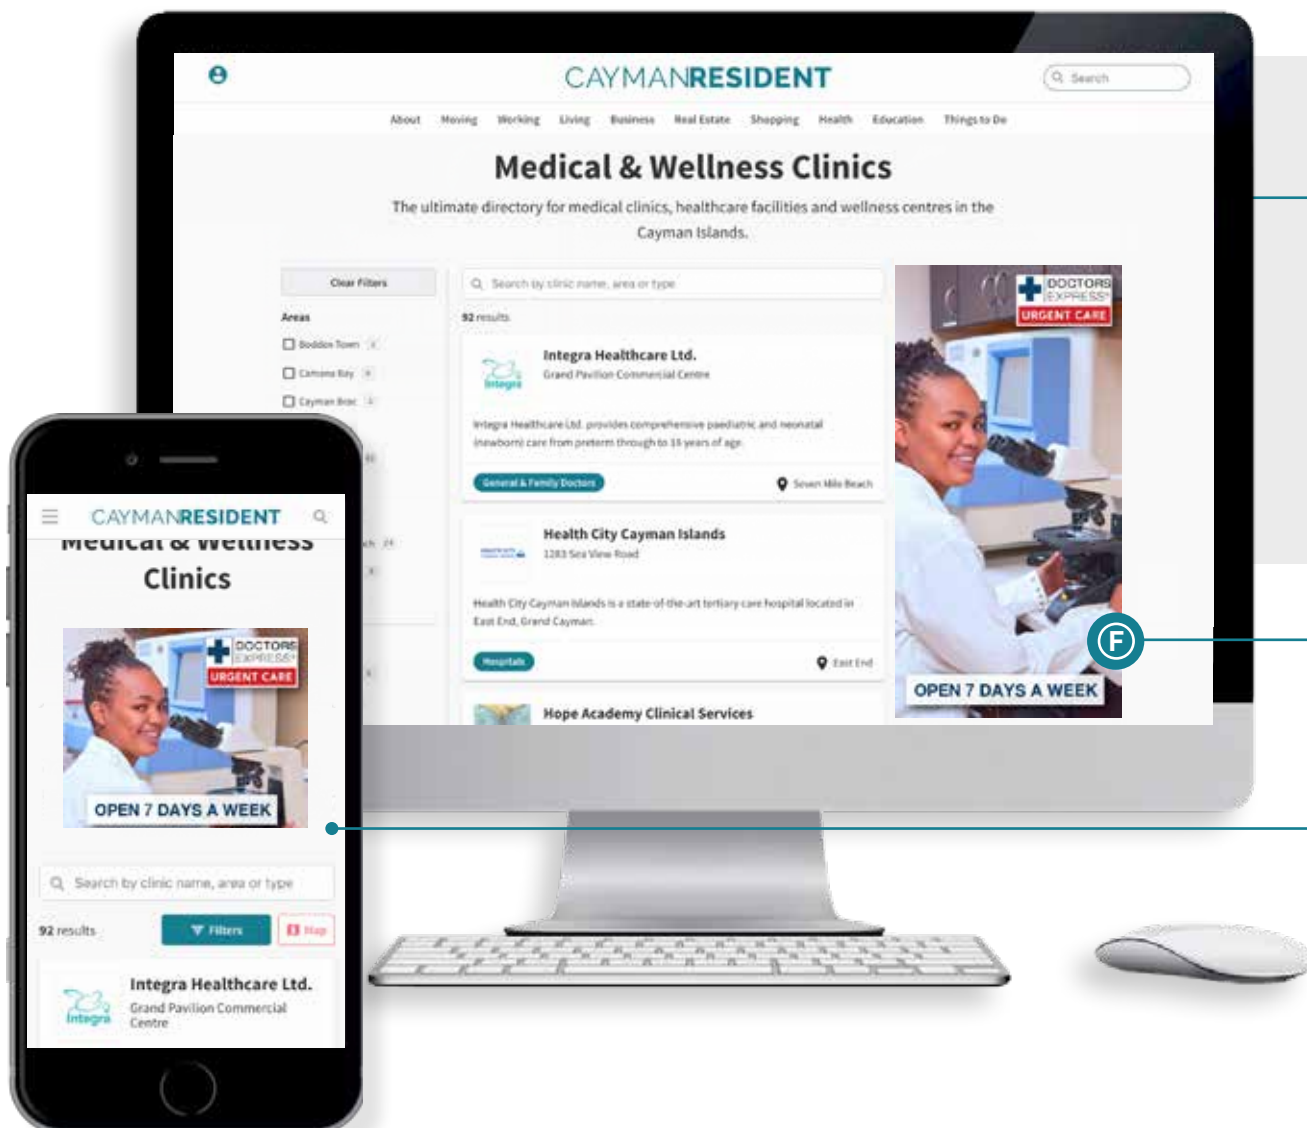 CAYMANRESIDENT
Search
About Moving Working Living Business Real Estate Shopping Health Education Things to Do
Medical & Wellness Clinics
The ultimate directory for medical clinics, healthcare facilities and wellness centres in the
Cayman Islands.
Clear Filters
Areas
Bodden Town
Camana Bay
Cayman Brac
Search by clinic name, area or type
92 results
Integra Healthcare Ltd.
Grand Pavilion Commercial Centre
Integra
Integra Healthcare Ltd. provides comprehensive paediatric and neonatal
(newborn) care from preterm through to 18 years of age.
General & Family Doctors
Seven Mile Beach
Health City Cayman Islands
1283 Sea View Road
Health City Cayman Islands is a state-of-the-art tertiary care hospital located in
East End, Grand Cayman.
Hospitals
East End
Hope Academy Clinical Services
DOCTORS
EXPRESS
URGENT CARE
OPEN 7 DAYS A WEEK
F
CAYMANRESIDENT
Medical & Wellness
Clinics
DOCTORS
EXPRESS
URGENT CARE
OPEN 7 DAYS A WEEK
Search by clinic name, area or type
92 results
Filters
Map
Integra Healthcare Ltd.
Grand Pavilion Commercial
Centre
Integra